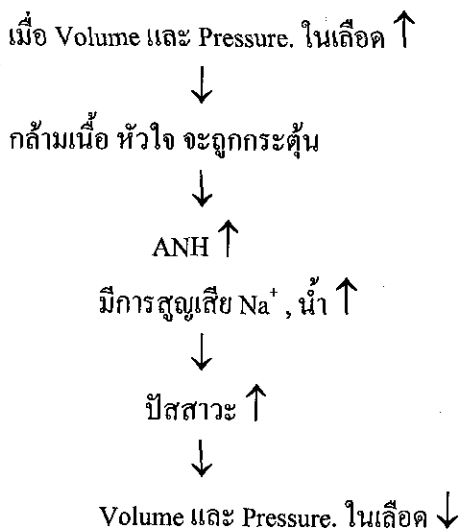 เมื่อ Volume และ Pressure. ในเลือด ↑
↓
กล้ามเนื้อ หัวใจ จะถูกกระตุ้น
↓
ANH ↑
มีการสูญเสีย Na⁺ , น้ำ ↑
↓
ปัสสาวะ ↑
↓
Volume และ Pressure. ในเลือด ↓